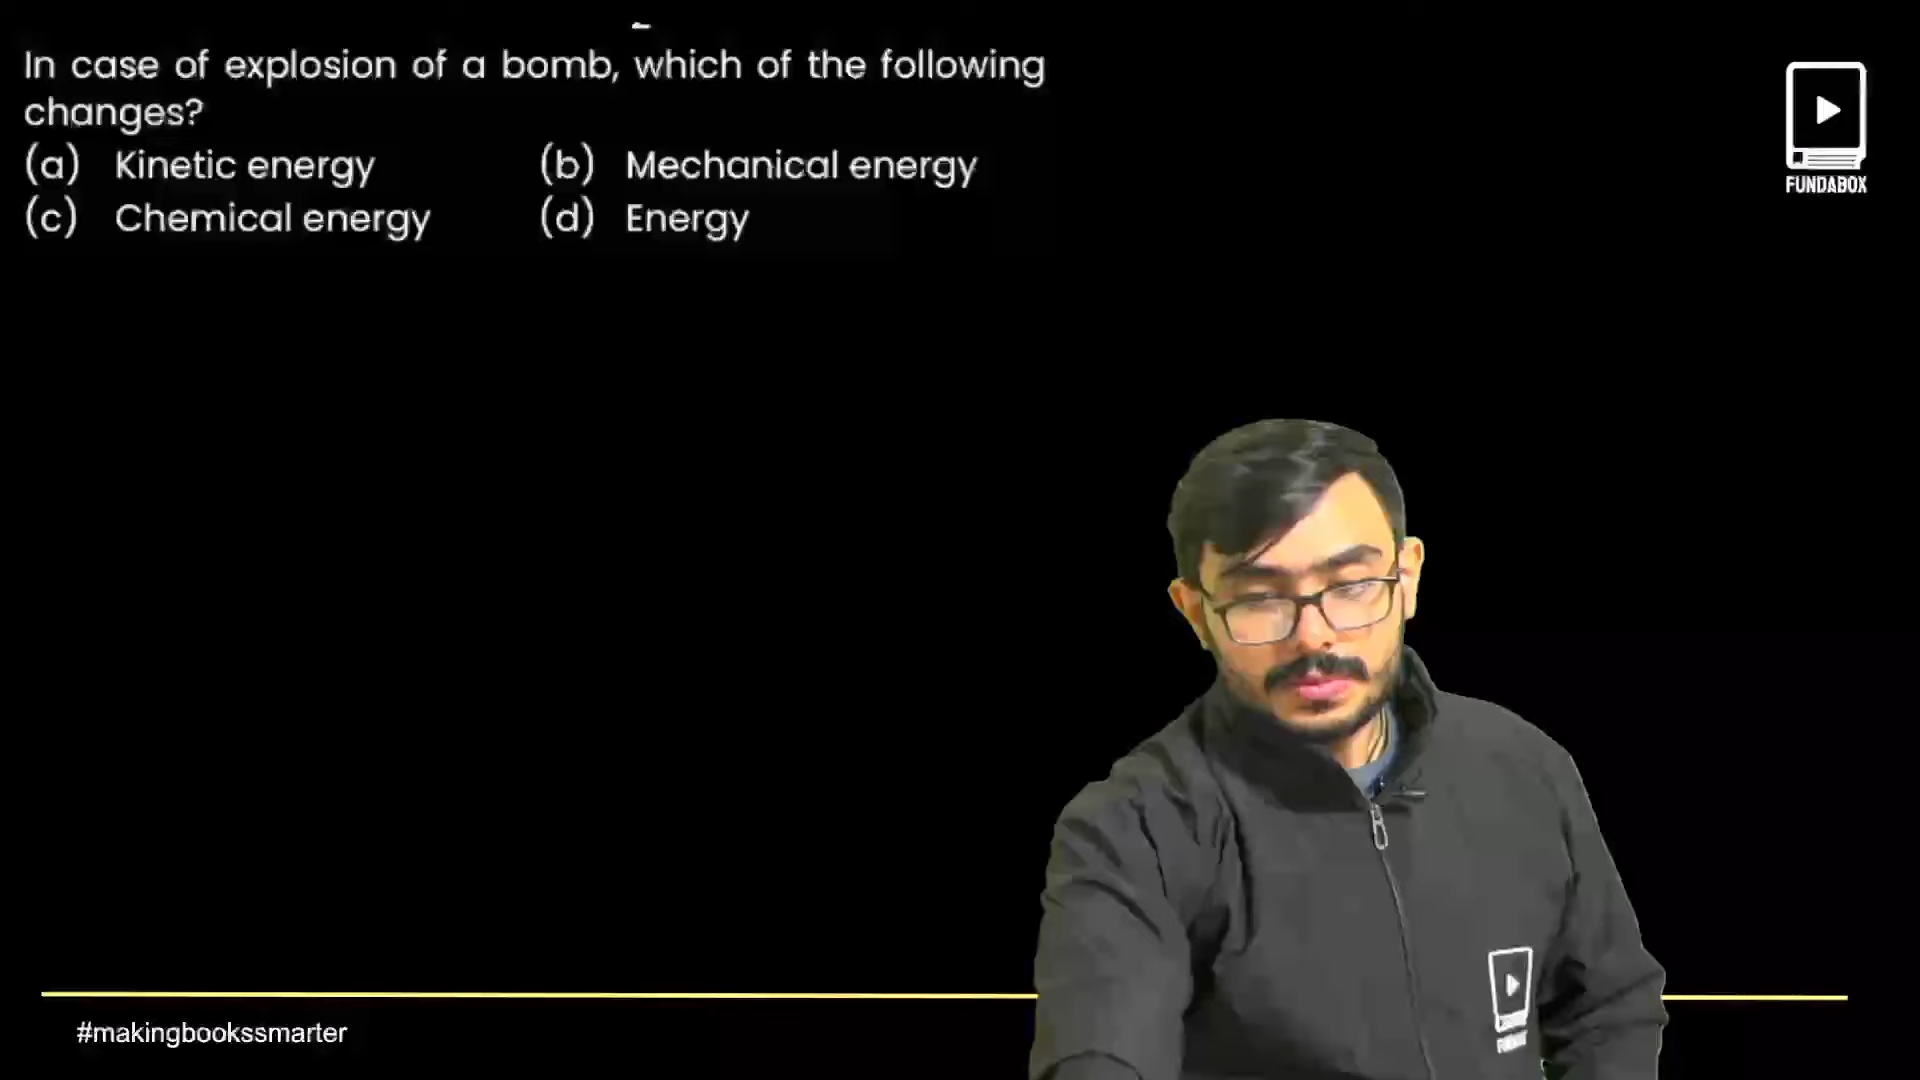 In case of explosion of a bomb, which of the following
changes?
(a) Kinetic energy (b) Mechanical energy
(c) Chemical energy (d) Energy
FUNDABOX
#makingbookssmarter